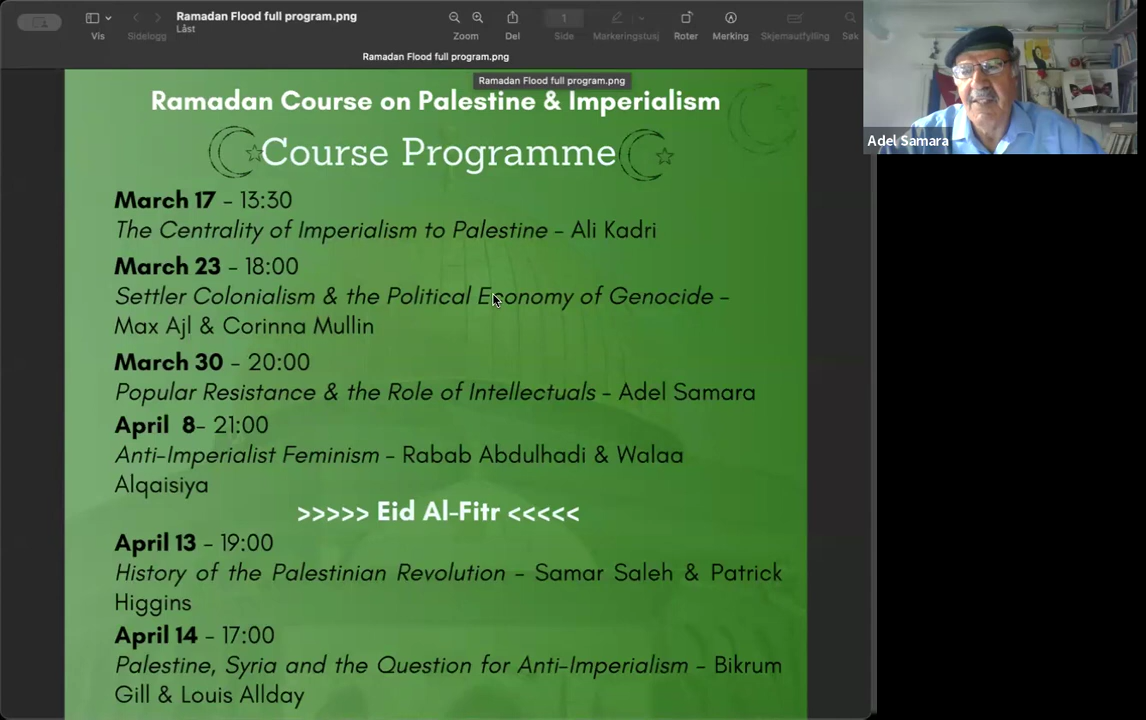 Ramadan Flood full program.png
Låst
Vis
Sidelogg
Zoom
Del
1
Side
Markeringstusj
Roter
Merking
Skjemautfylling
Søk
Ramadan Flood full program.png
Ramadan Flood full program.png
Adel Samara
Ramadan Course on Palestine & Imperialism
Course Programme
March 17 - 13:30
The Centrality of Imperialism to Palestine - Ali Kadri
March 23 - 18:00
Settler Colonialism & the Political Economy of Genocide -
Max Ajl & Corinna Mullin
March 30 - 20:00
Popular Resistance & the Role of Intellectuals - Adel Samara
April 8- 21:00
Anti-Imperialist Feminism - Rabab Abdulhadi & Walaa
Alqaisiya
>>>>> Eid Al-Fitr <<<<<
April 13 - 19:00
History of the Palestinian Revolution - Samar Saleh & Patrick
Higgins
April 14 - 17:00
Palestine, Syria and the Question for Anti-Imperialism - Bikrum
Gill & Louis Allday